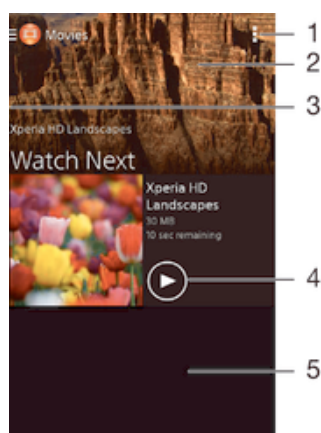 Movies
1
2
3
Xperia HD Landscapes
Watch Next
Xperia HD
Landscapes
30 MB
10 sec remaining
4
5